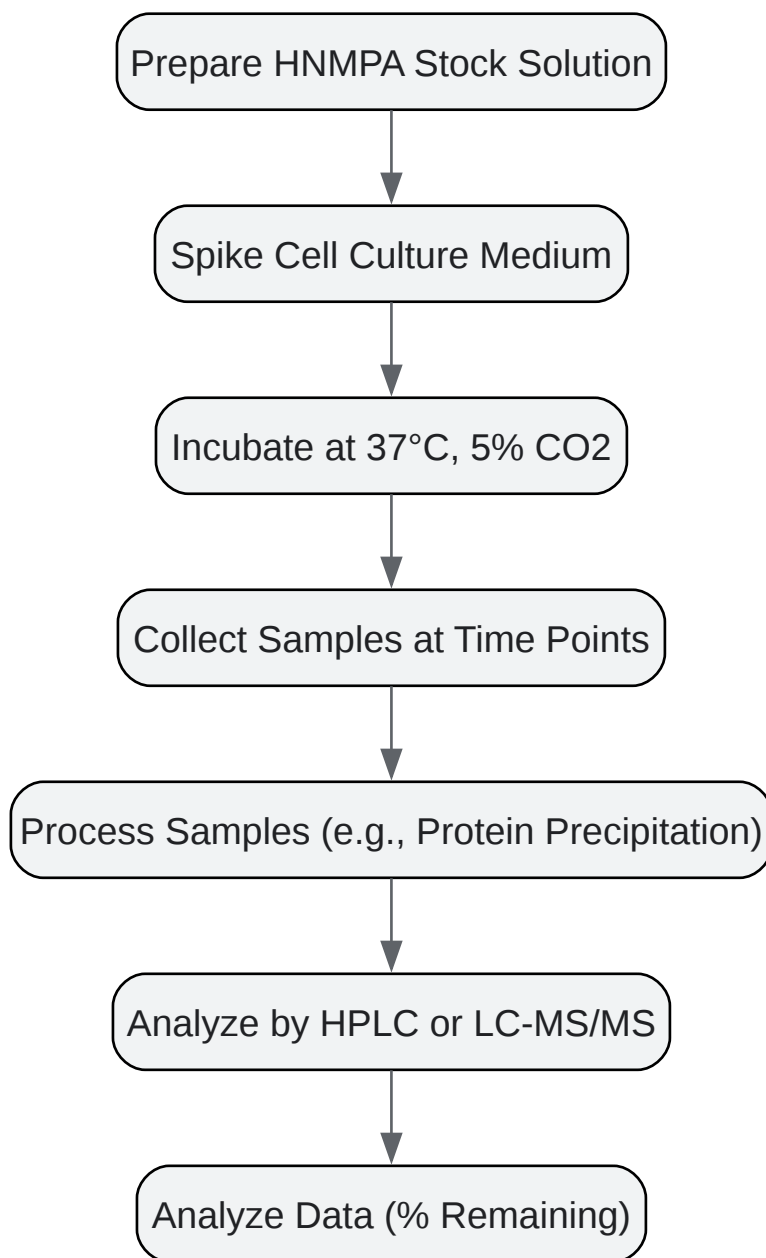 Prepare HNMPA Stock Solution
Spike Cell Culture Medium
Incubate at 37°C, 5% CO2
Collect Samples at Time Points
Process Samples (e.g., Protein Precipitation)
Analyze by HPLC or LC-MS/MS
Analyze Data (% Remaining)